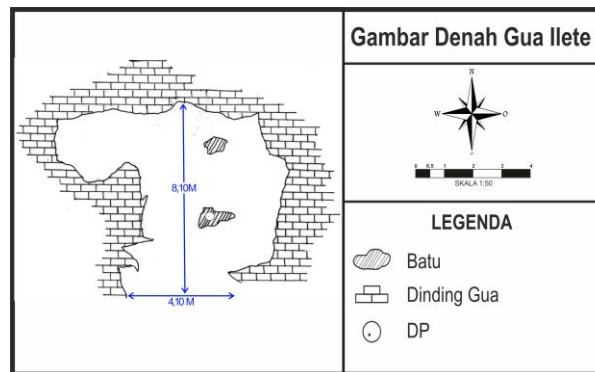 Gambar Denah Gua Ilete
N
W
O
0 0.5 1 2 3 4
SKALA 1:50
8,10M
4,10 M
LEGENDA
Batu
Dinding Gua
DP